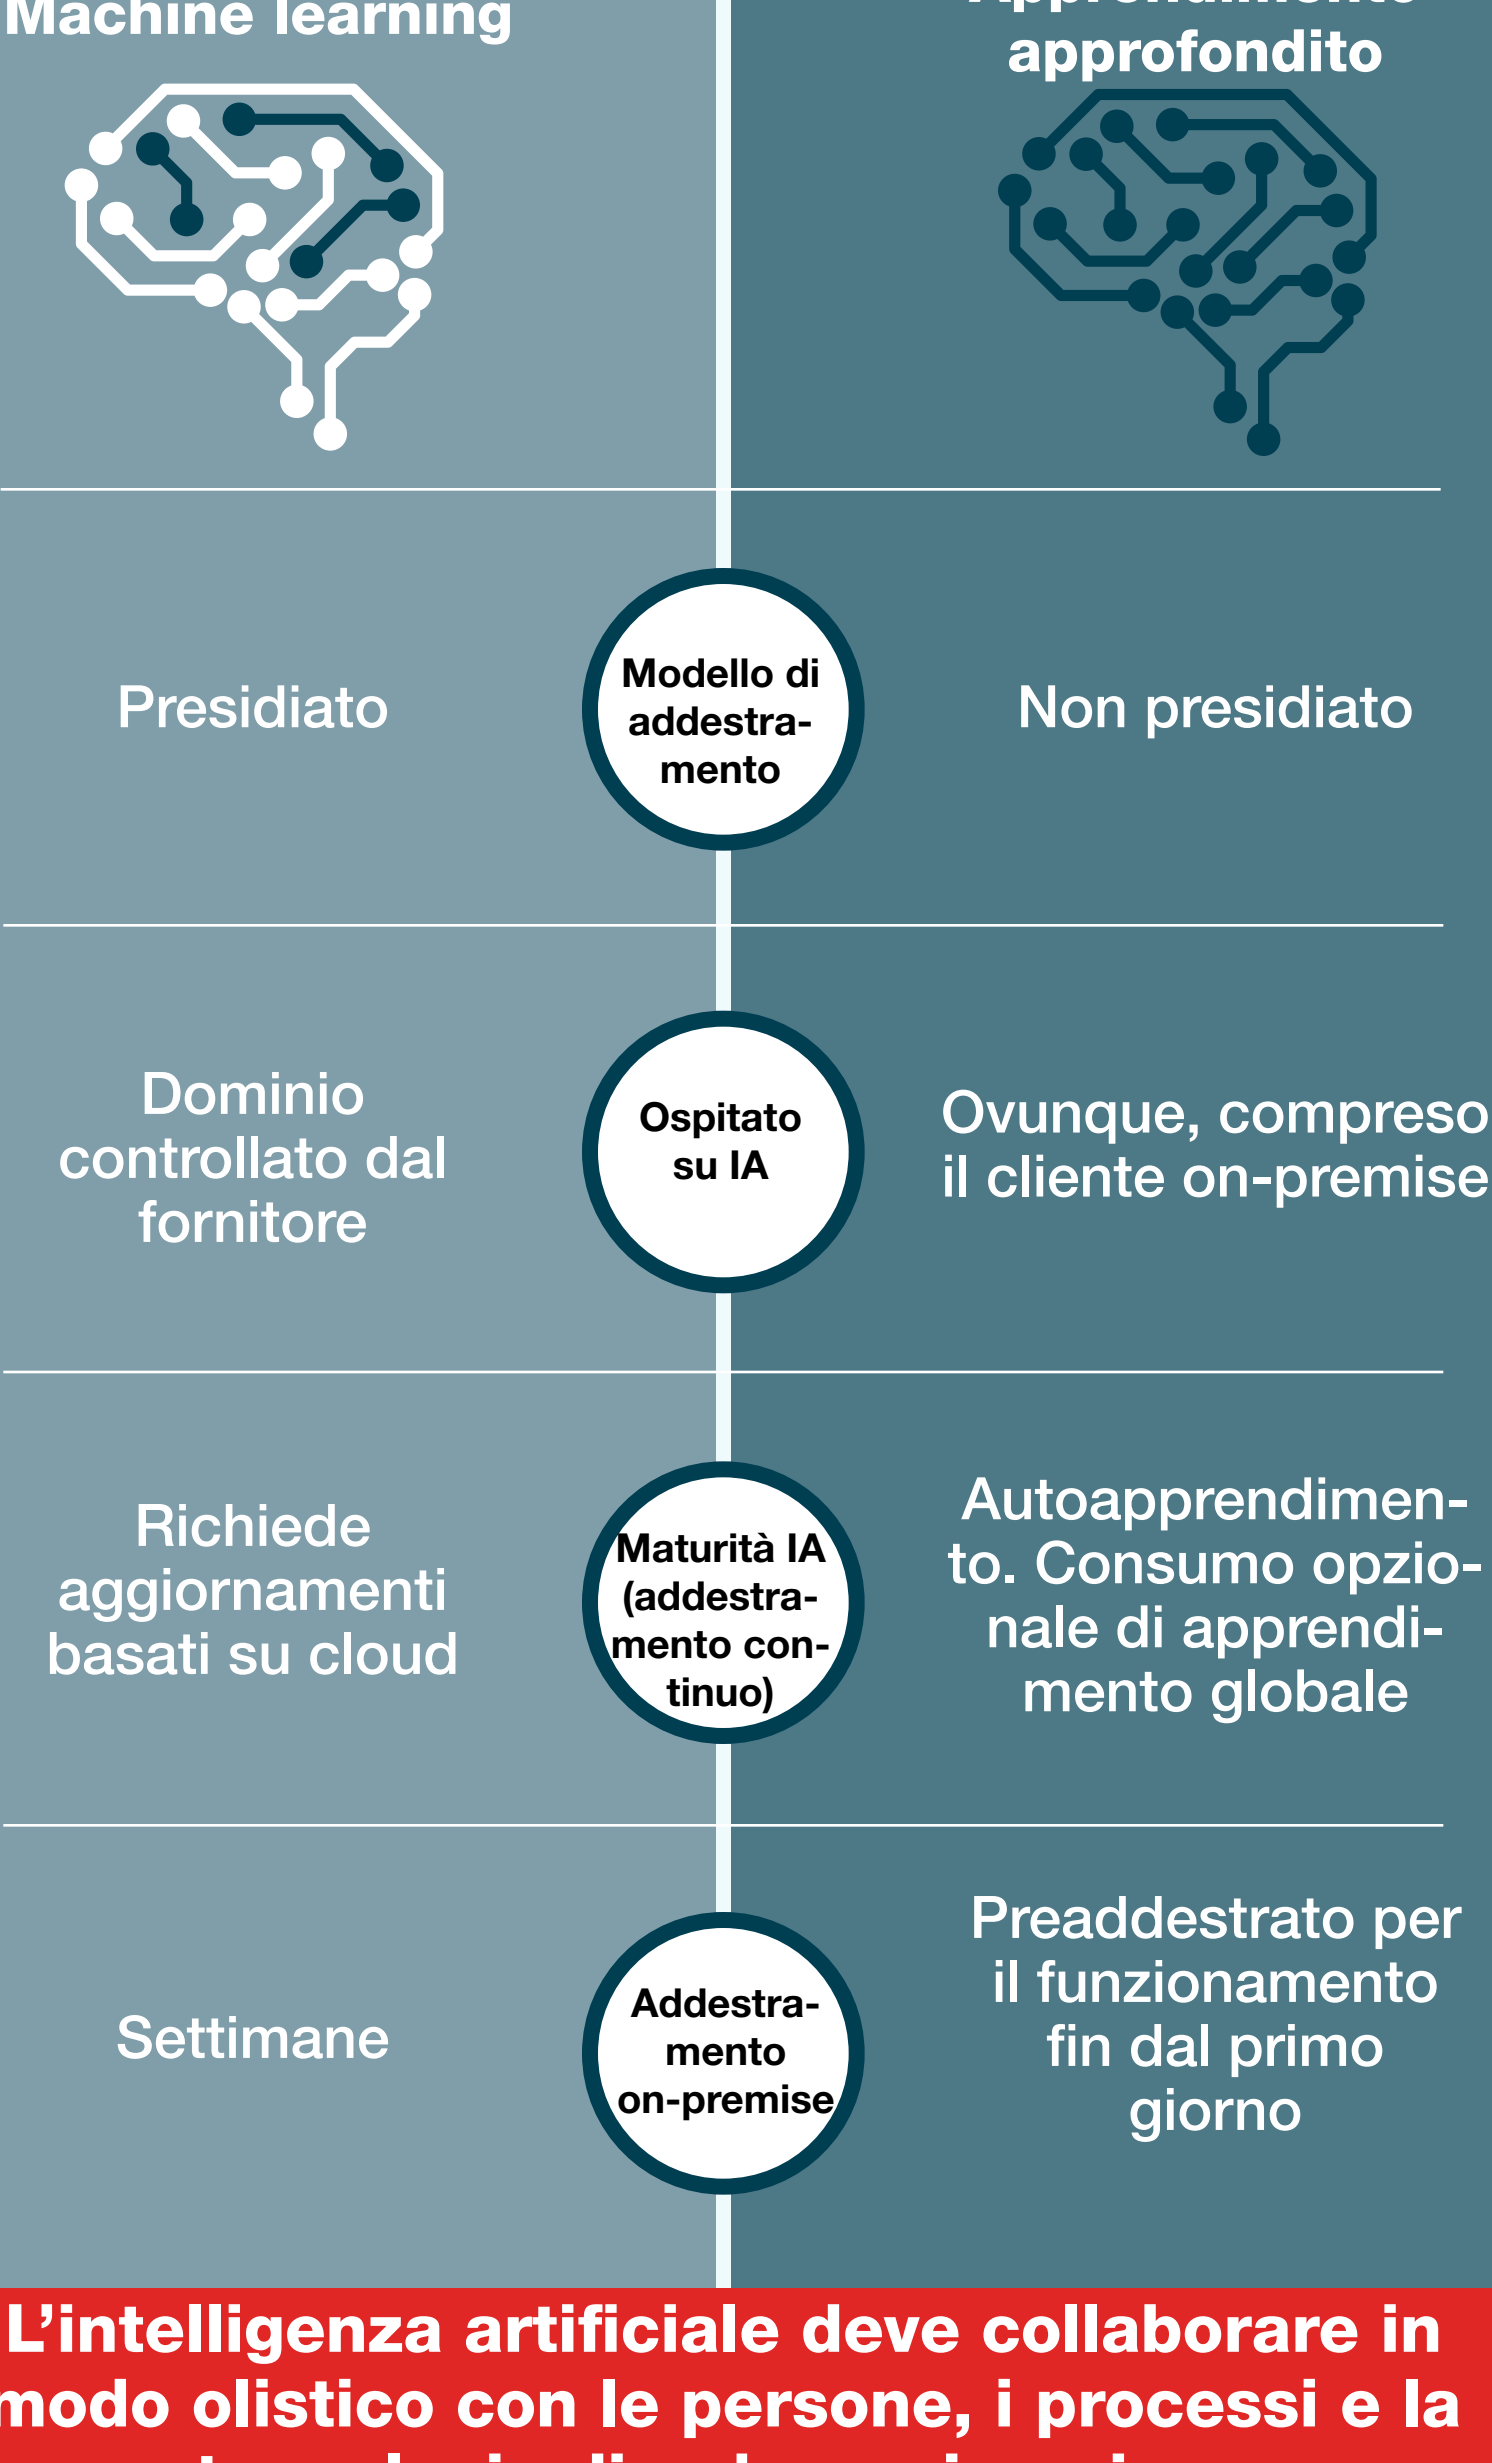 Machine learning
Apprendimento
approfondito
Presidiato
Modello di
addestra-
mento
Non presidiato
Dominio
controllato dal
fornitore
Ospitato
su IA
Ovunque, compreso
il cliente on-premise
Richiede
aggiornamenti
basati su cloud
Maturità IA
(addestra-
mento con-
tinuo)
Autoapprendimen-
to. Consumo opzio-
nale di apprendi-
mento globale
Settimane
Addestra-
mento
on-premise
Preaddestrato per
il funzionamento
fin dal primo
giorno
L’intelligenza artificiale deve collaborare in
modo olistico con le persone, i processi e la